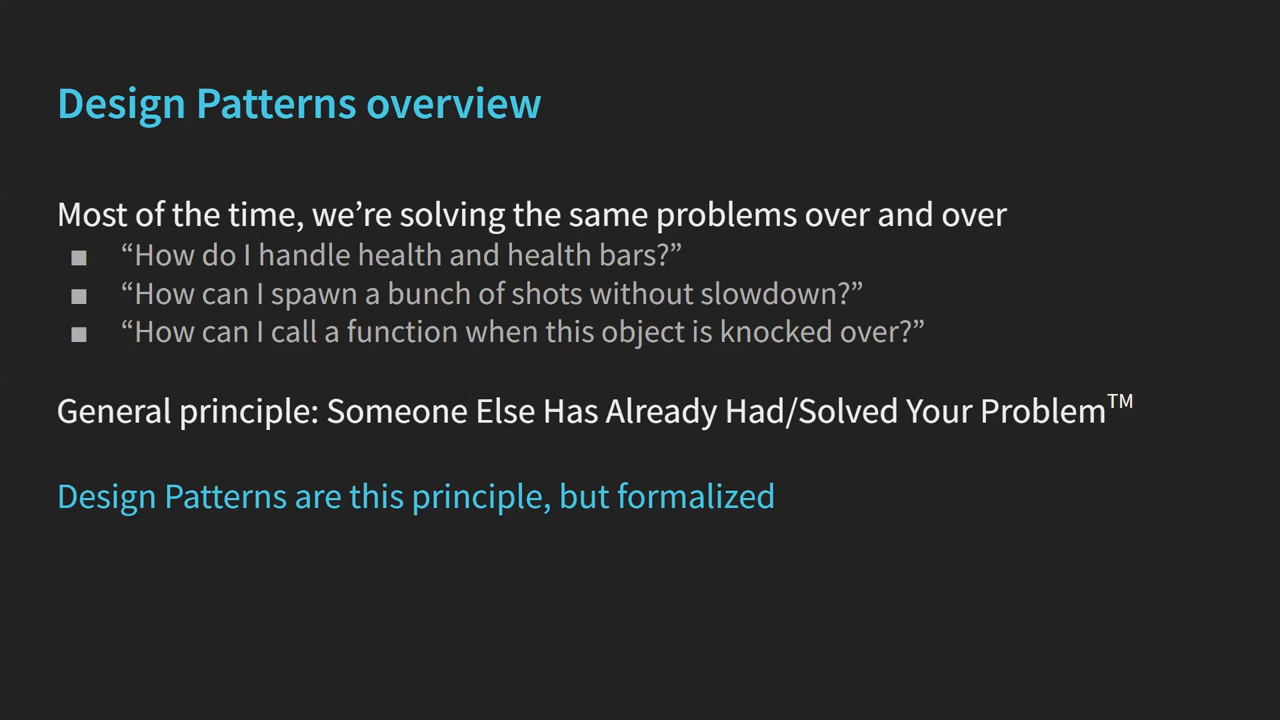 Design Patterns overview
Most of the time, we’re solving the same problems over and over
■ “How do I handle health and health bars?”
■ “How can I spawn a bunch of shots without slowdown?”
■ “How can I call a function when this object is knocked over?”
General principle: Someone Else Has Already Had/Solved Your Problem™
Design Patterns are this principle, but formalized